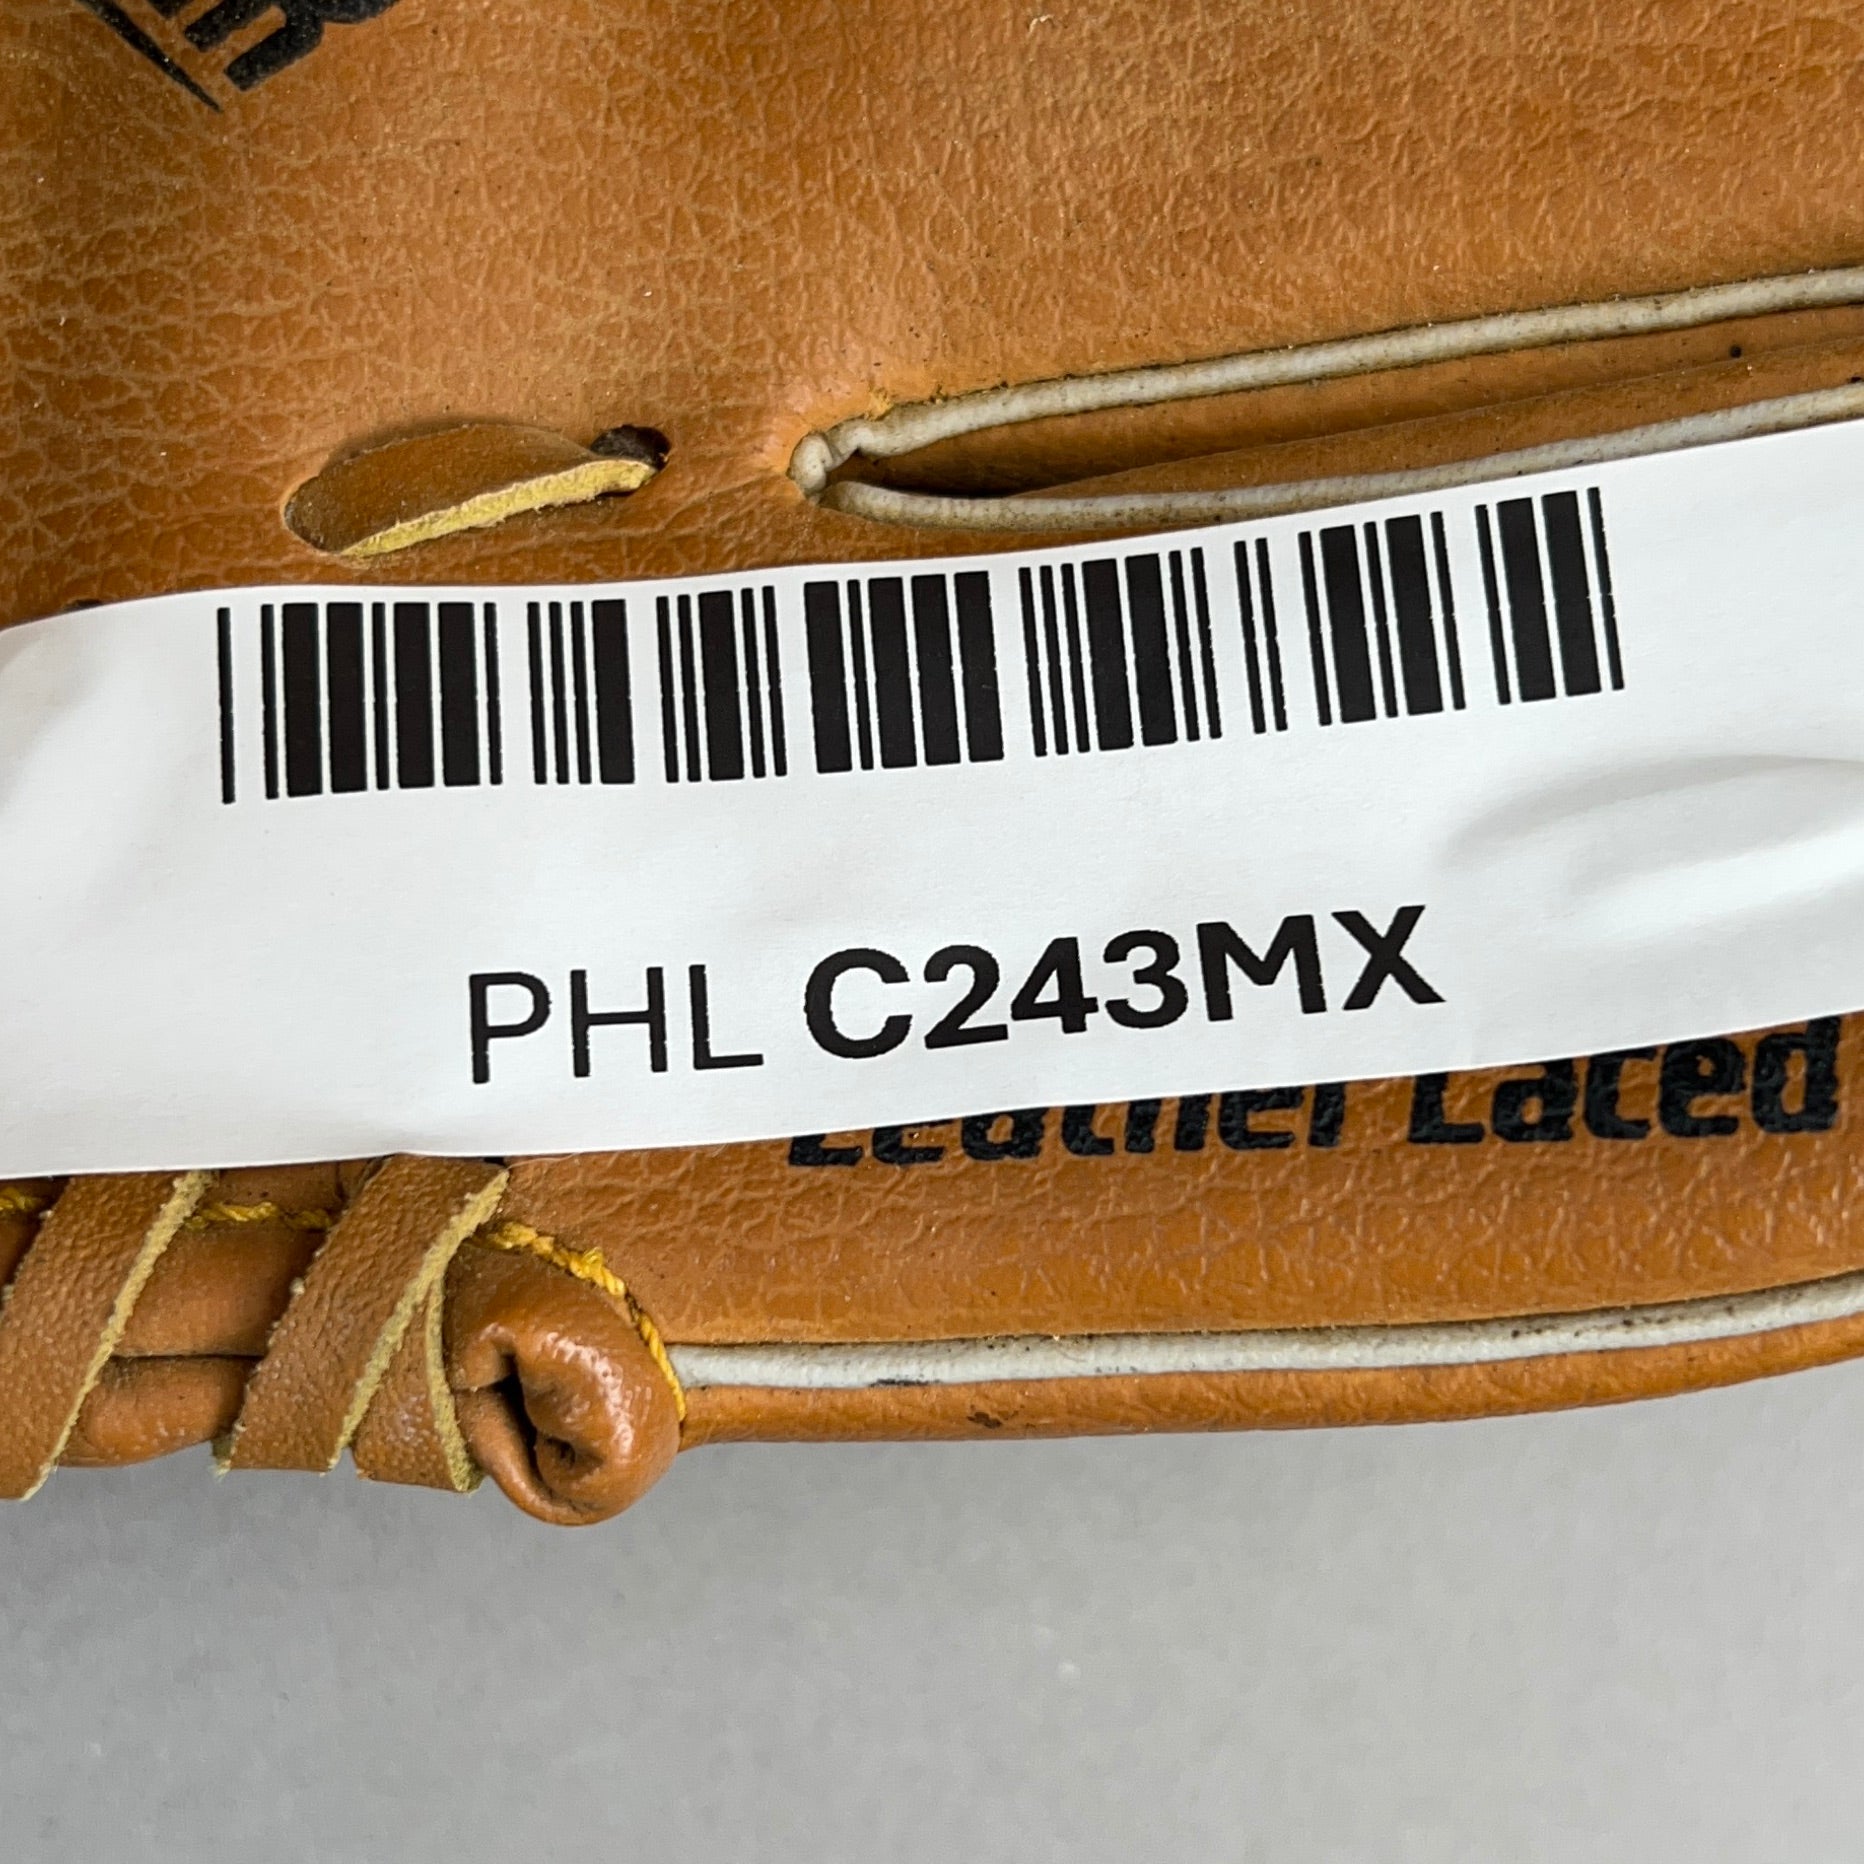 PHL C243MX
Leather Laced